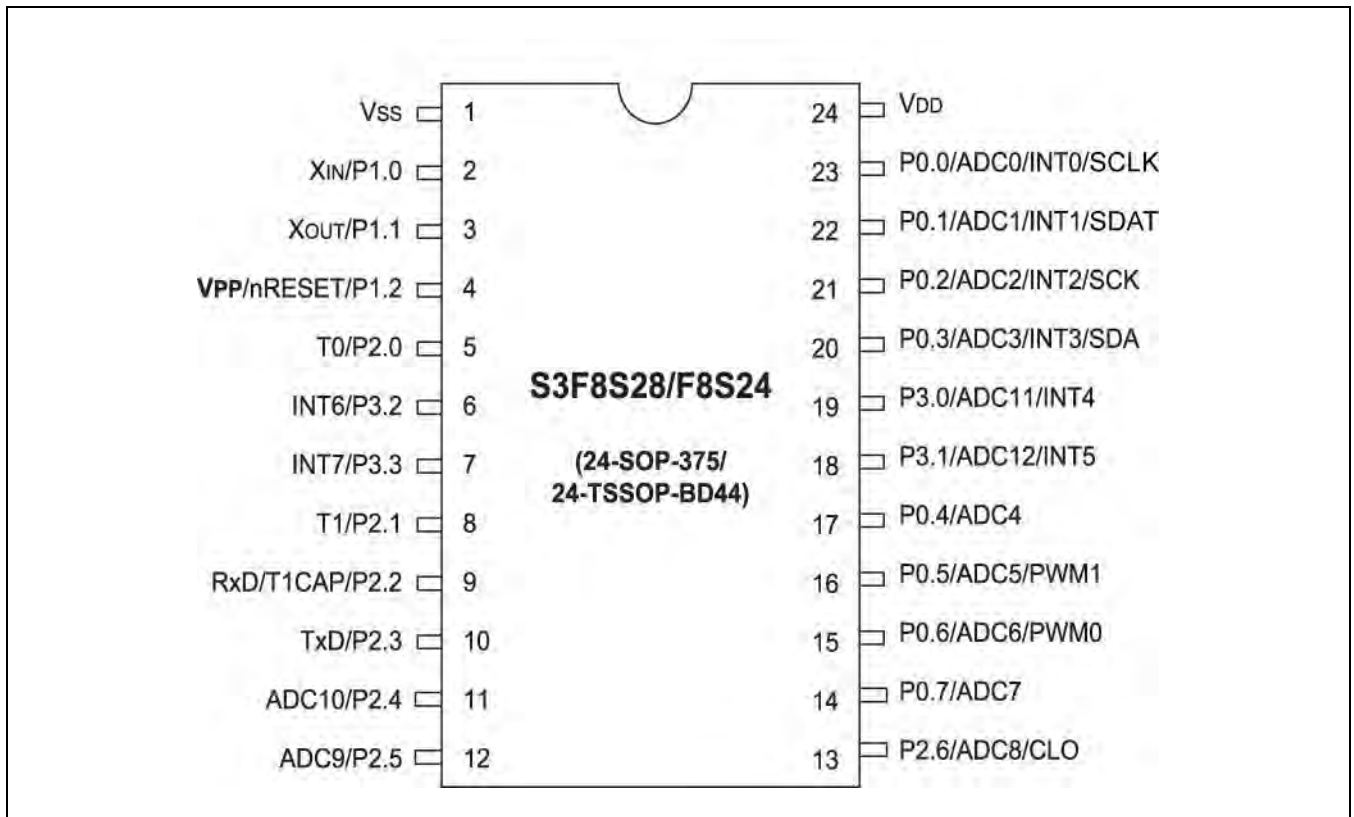 Vss 1
XIN/P1.0 2
XOUT/P1.1 3
VPP/nRESET/P1.2 4
T0/P2.0 5
INT6/P3.2 6
INT7/P3.3 7
T1/P2.1 8
RxD/T1CAP/P2.2 9
TxD/P2.3 10
ADC10/P2.4 11
ADC9/P2.5 12
S3F8S28/F8S24
(24-SOP-375/
24-TSSOP-BD44)
24 VDD
23 P0.0/ADC0/INT0/SCLK
22 P0.1/ADC1/INT1/SDAT
21 P0.2/ADC2/INT2/SCK
20 P0.3/ADC3/INT3/SDA
19 P3.0/ADC11/INT4
18 P3.1/ADC12/INT5
17 P0.4/ADC4
16 P0.5/ADC5/PWM1
15 P0.6/ADC6/PWM0
14 P0.7/ADC7
13 P2.6/ADC8/CLO